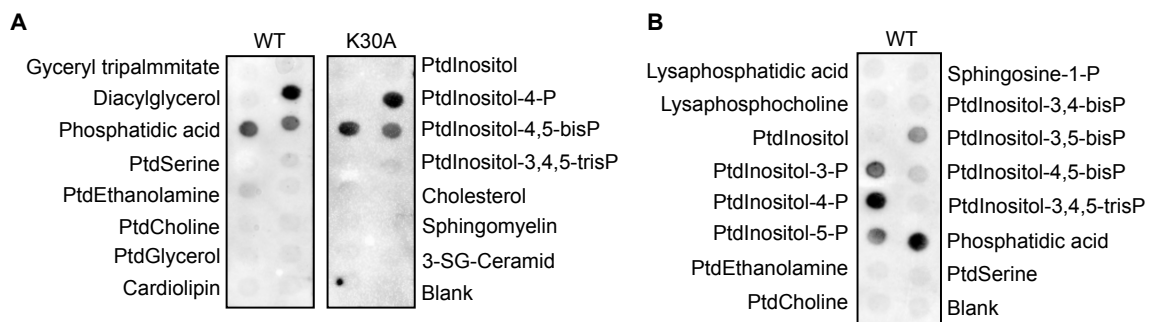 A
WT
K30A
Gyceryl tripalmmitate
Diacylglycerol
Phosphatidic acid
PtdSerine
PtdEthanolamine
PtdCholine
PtdGlycerol
Cardiolipin
PtdInositol
PtdInositol-4-P
PtdInositol-4,5-bisP
PtdInositol-3,4,5-trisP
Cholesterol
Sphingomyelin
3-SG-Ceramid
Blank
B
WT
Lysaphosphatidic acid
Lysaphosphocholine
PtdInositol
PtdInositol-3-P
PtdInositol-4-P
PtdInositol-5-P
PtdEthanolamine
PtdCholine
Sphingosine-1-P
PtdInositol-3,4-bisP
PtdInositol-3,5-bisP
PtdInositol-4,5-bisP
PtdInositol-3,4,5-trisP
Phosphatidic acid
PtdSerine
Blank